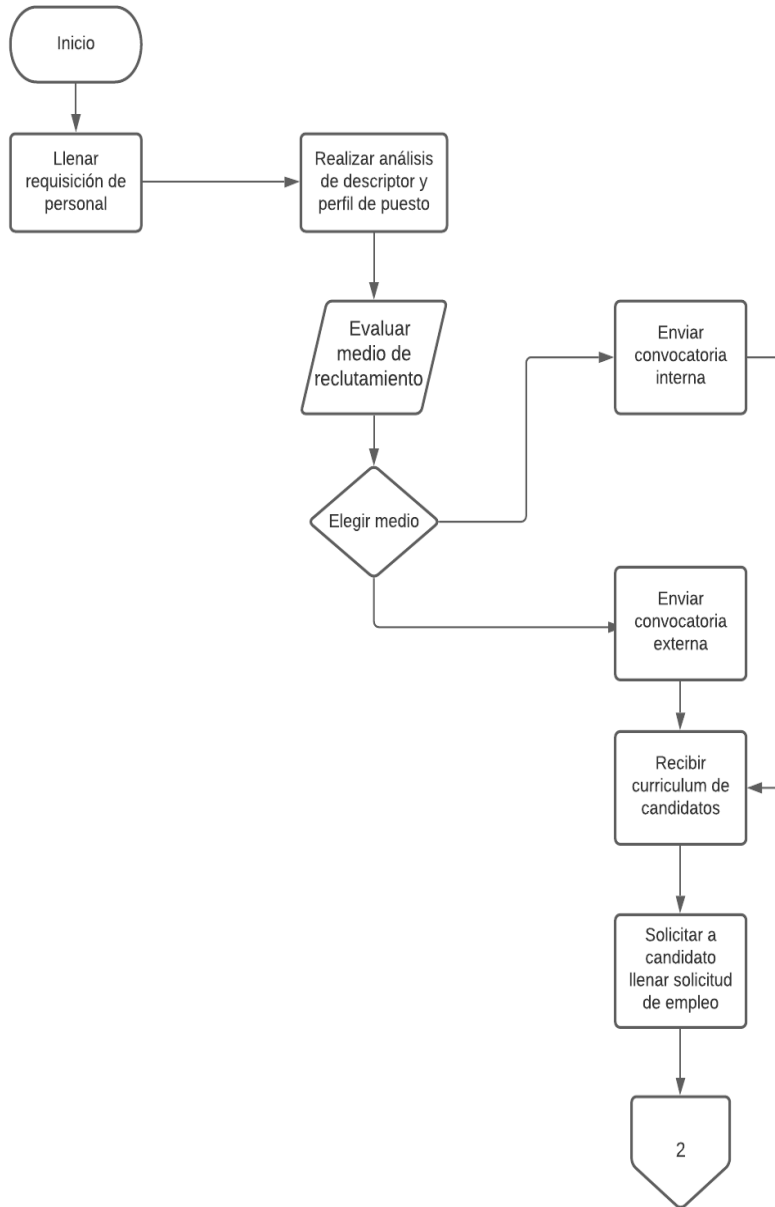 Inicio
Llenar
requisición de
personal
Realizar análisis
de descriptor y
perfil de puesto
Evaluar
medio de
reclutamiento
Enviar
convocatoria
interna
Elegir medio
Enviar
convocatoria
externa
Recibir
curriculum de
candidatos
Solicitar a
candidato
llenar solicitud
de empleo
2